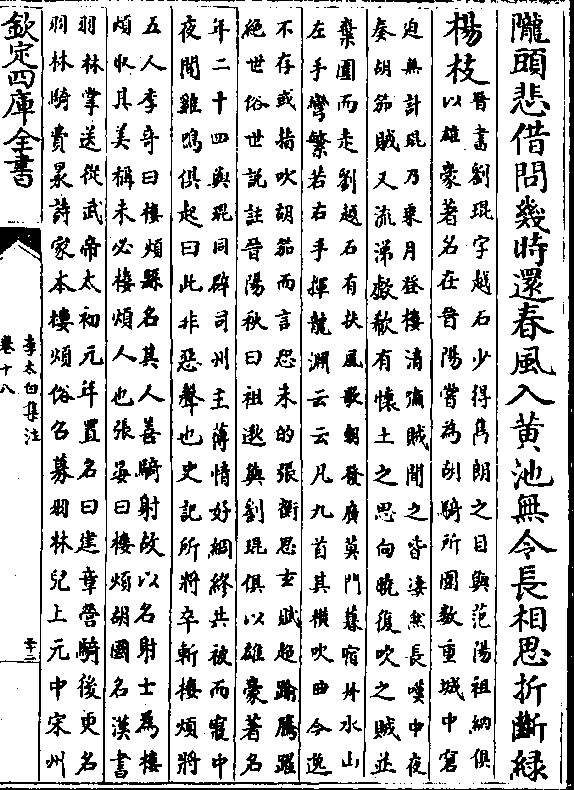 隴頭悲借問幾時還春風入黄池無令長相思折斷緑
楊枝
晉書劉琨字越石少得雋朗之目與范陽祖納俱
以雄豪著名在晉陽嘗為胡騎所圍數重城中窘
迫無計琨乃乘月登樓清嘯賊聞之皆凄然長嘆中夜
奏胡笳賊又流涕歔欷有懷土之思向曉復吹之賊並
棄圍而走劉越石有扶風歌朝發廣莫門暮宿丹水山
左手彎繁若右手揮龍淵云云凡九首其横吹曲今逸
不存或指吹胡笳而言恐未的張衡思玄賦超踰騰躍
絶世俗世說註晉陽秋曰祖逖與劉琨俱以雄豪著名
年二十四與琨同辟司州主簿情好綢繆共被而寢中
夜聞雞鳴俱起曰此非惡聲也史記所將卒斬樓煩將
五人李奇曰樓煩縣名其人善騎射故以名射士為樓
煩取其美稱未必樓煩人也張晏曰樓煩胡國名漢書
羽林掌送從武帝太初元年置名曰建章營騎後更名
羽林騎費昶詩家本樓煩俗召募羽林兒上元中宋州
欽定四庫全書
李太白集注
卷十八